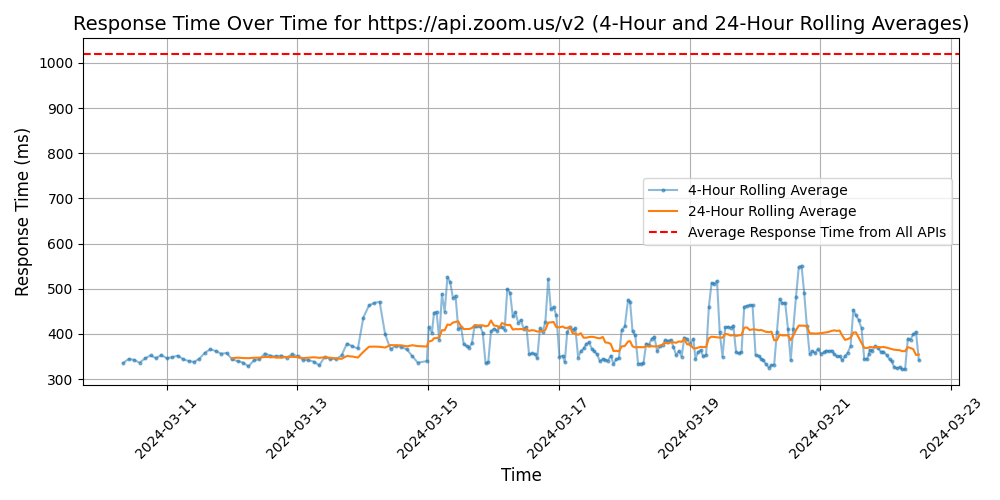 Response Time Over Time for https://api.zoom.us/v2 (4-Hour and 24-Hour Rolling Averages)
Response Time (ms)
1000
900
800
700
600
500
400
300
4-Hour Rolling Average
24-Hour Rolling Average
Average Response Time from All APIs
2024-03-11
2024-03-13
2024-03-15
2024-03-17
2024-03-19
2024-03-21
2024-03-23
Time